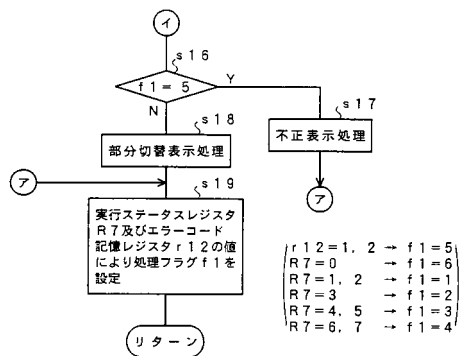 イ
s16
f1=5
Y
N
s17
s18
不正表示処理
部分切替表示処理
ア
s19
ア
実行ステータスレジスタ
R7及びエラーコード
記憶レジスタr12の値
により処理フラグf1を
設定
r12=1, 2 → f1=5
R7=0 → f1=6
R7=1, 2 → f1=1
R7=3 → f1=2
R7=4, 5 → f1=3
R7=6, 7 → f1=4
リターン